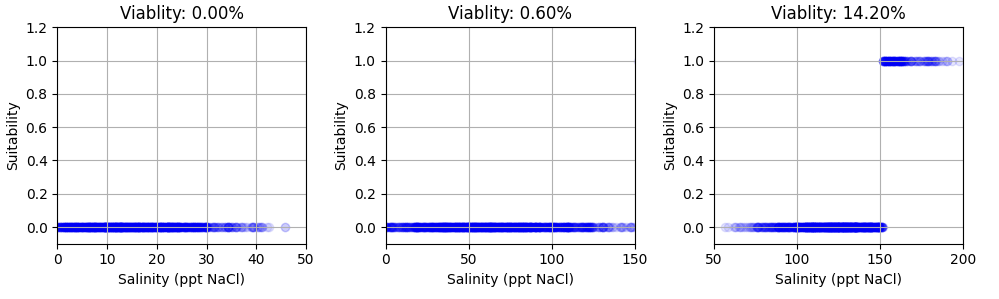 Viablity: 0.00%
1.2
1.0
0.8
0.6
0.4
0.2
0.0
Suitability
0 10 20 30 40 50
Salinity (ppt NaCl)
Viablity: 0.60%
1.2
1.0
0.8
0.6
0.4
0.2
0.0
Suitability
0 50 100 150
Salinity (ppt NaCl)
Viablity: 14.20%
1.2
1.0
0.8
0.6
0.4
0.2
0.0
Suitability
50 100 150 200
Salinity (ppt NaCl)